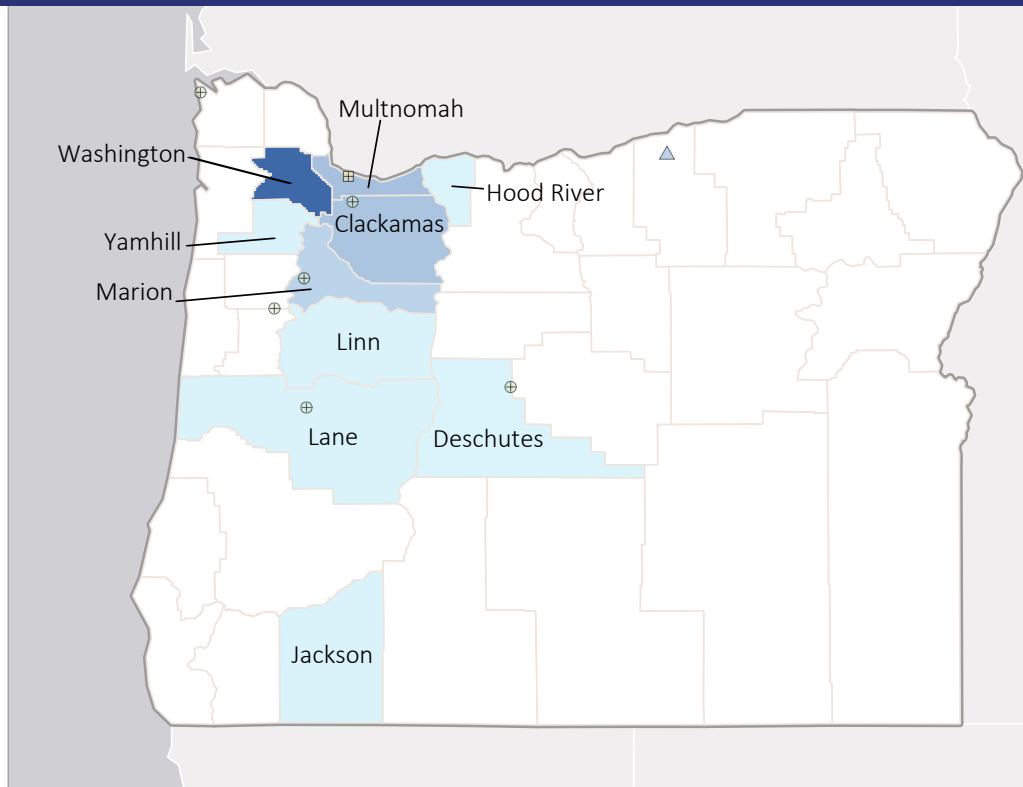 Multnomah
Washington
Hood River
Clackamas
Yamhill
Marion
Linn
Lane
Deschutes
Jackson